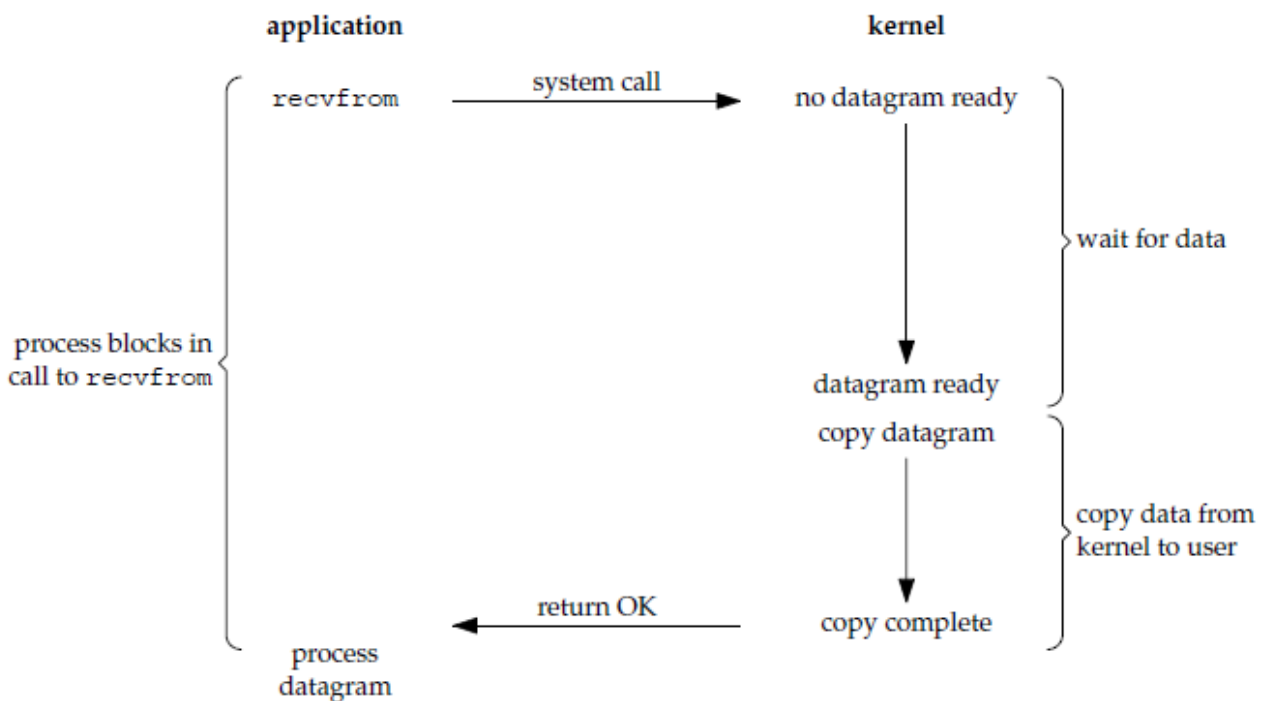 application
kernel
recvfrom
system call
no datagram ready
wait for data
process blocks in
call to recvfrom
datagram ready
copy datagram
copy data from
kernel to user
return OK
copy complete
process
datagram